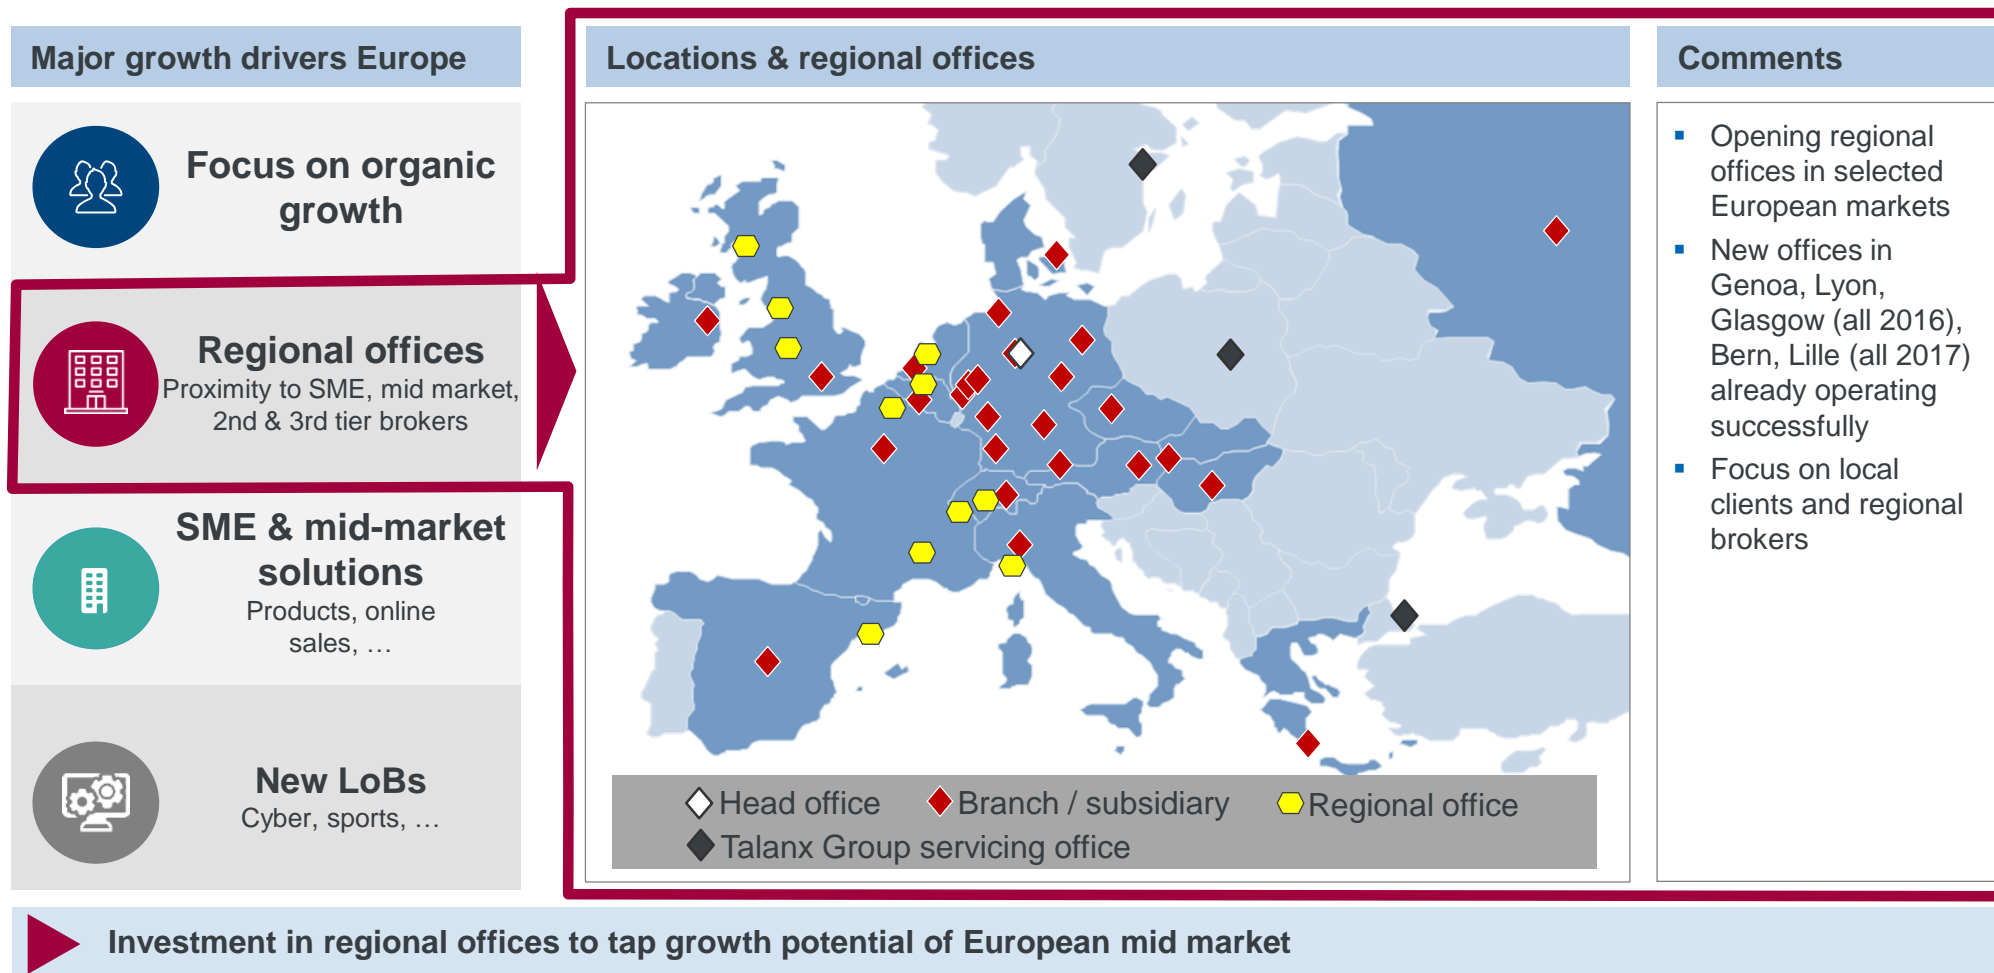 Major growth drivers Europe
Focus on organic
growth
Regional offices
Proximity to SME, mid market,
2nd & 3rd tier brokers
SME & mid-market
solutions
Products, online
sales, …
New LoBs
Cyber, sports, …
Locations & regional offices
Head office
Branch / subsidiary
Regional office
Talanx Group servicing office
Comments
▪ Opening regional
offices in selected
European markets
▪ New offices in
Genoa, Lyon,
Glasgow (all 2016),
Bern, Lille (all 2017)
already operating
successfully
▪ Focus on local
clients and regional
brokers
Investment in regional offices to tap growth potential of European mid market